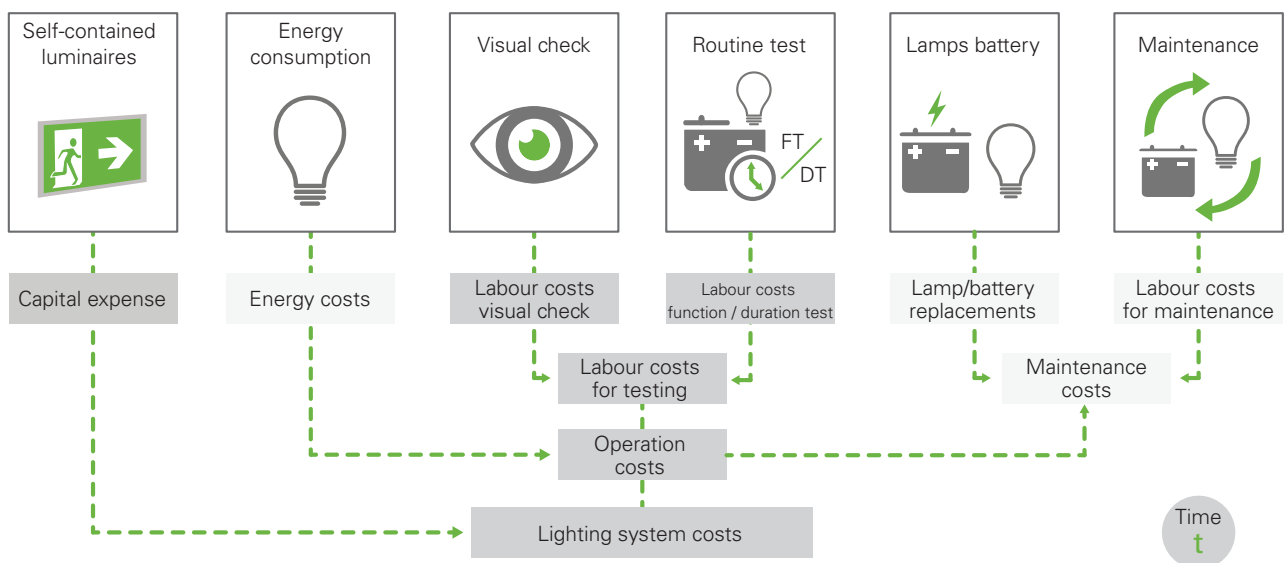 Self-contained
luminaires
Energy
consumption
Visual check
Routine test
Lamps battery
Maintenance
FT
DT
Capital expense
Energy costs
Labour costs
visual check
Labour costs
function / duration test
Lamp/battery
replacements
Labour costs
for maintenance
Labour costs
for testing
Maintenance
costs
Operation
costs
Lighting system costs
Time
t